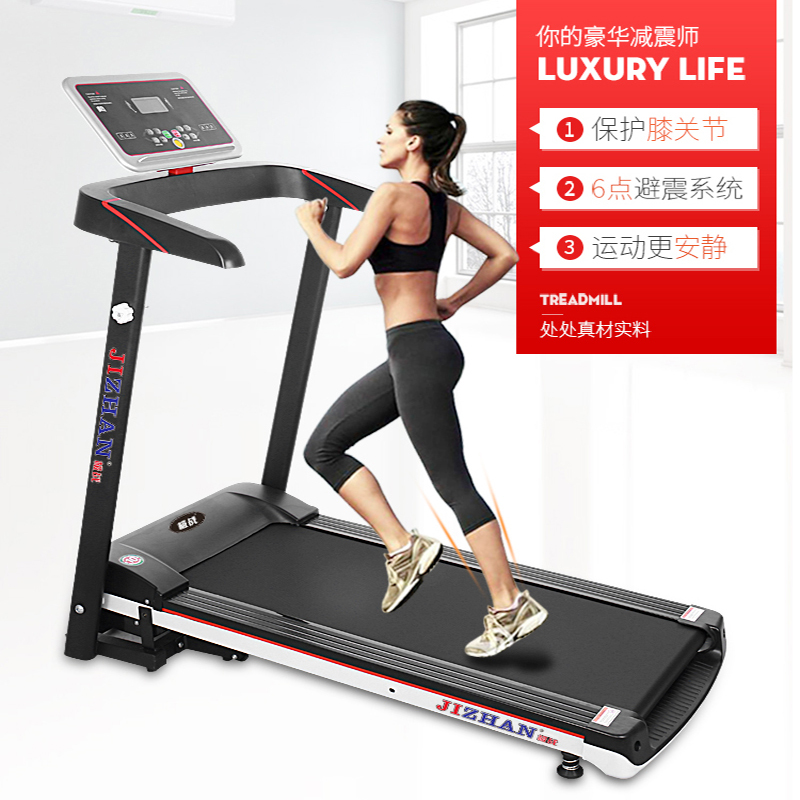 你的豪华减震师
LUXURY LIFE
1 保护膝关节
2 6点避震系统
3 运动更安静
TREADMILL
处处真材实料
JIZHAN
JIZHAN